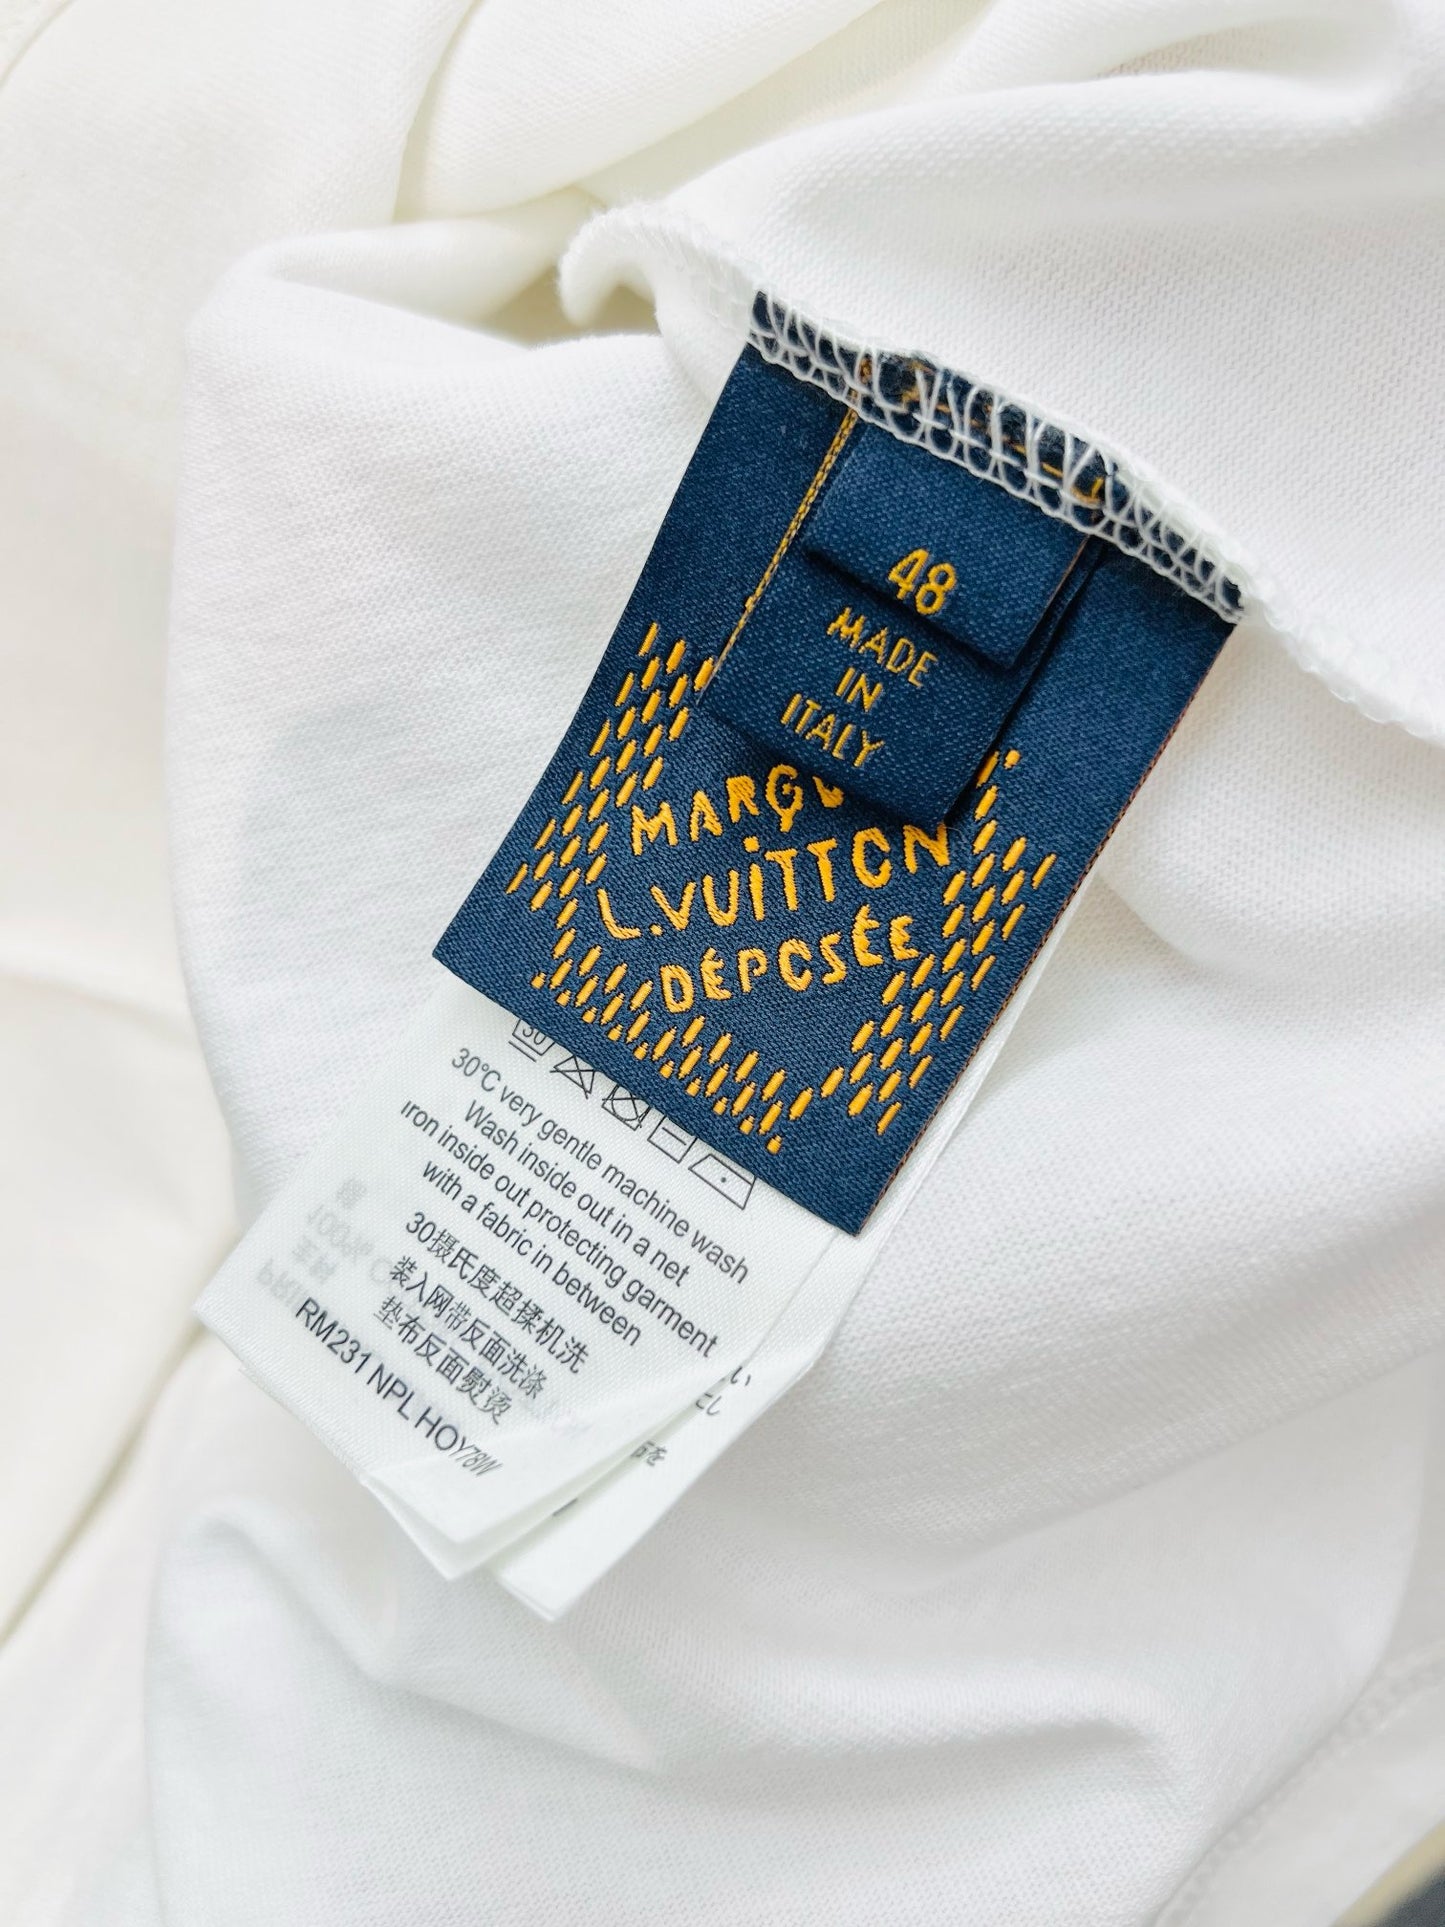 48
MADE
IN
ITALY
L.VUITTON
DÉPOSÉE
30
30°C very gentle machine wash
Wash inside out in a net
Iron inside out protecting garment
with a fabric in between
30摄氏度超揉机洗
装入网带反面洗涤
垫布反面熨烫
RM231 NPL HOY78W